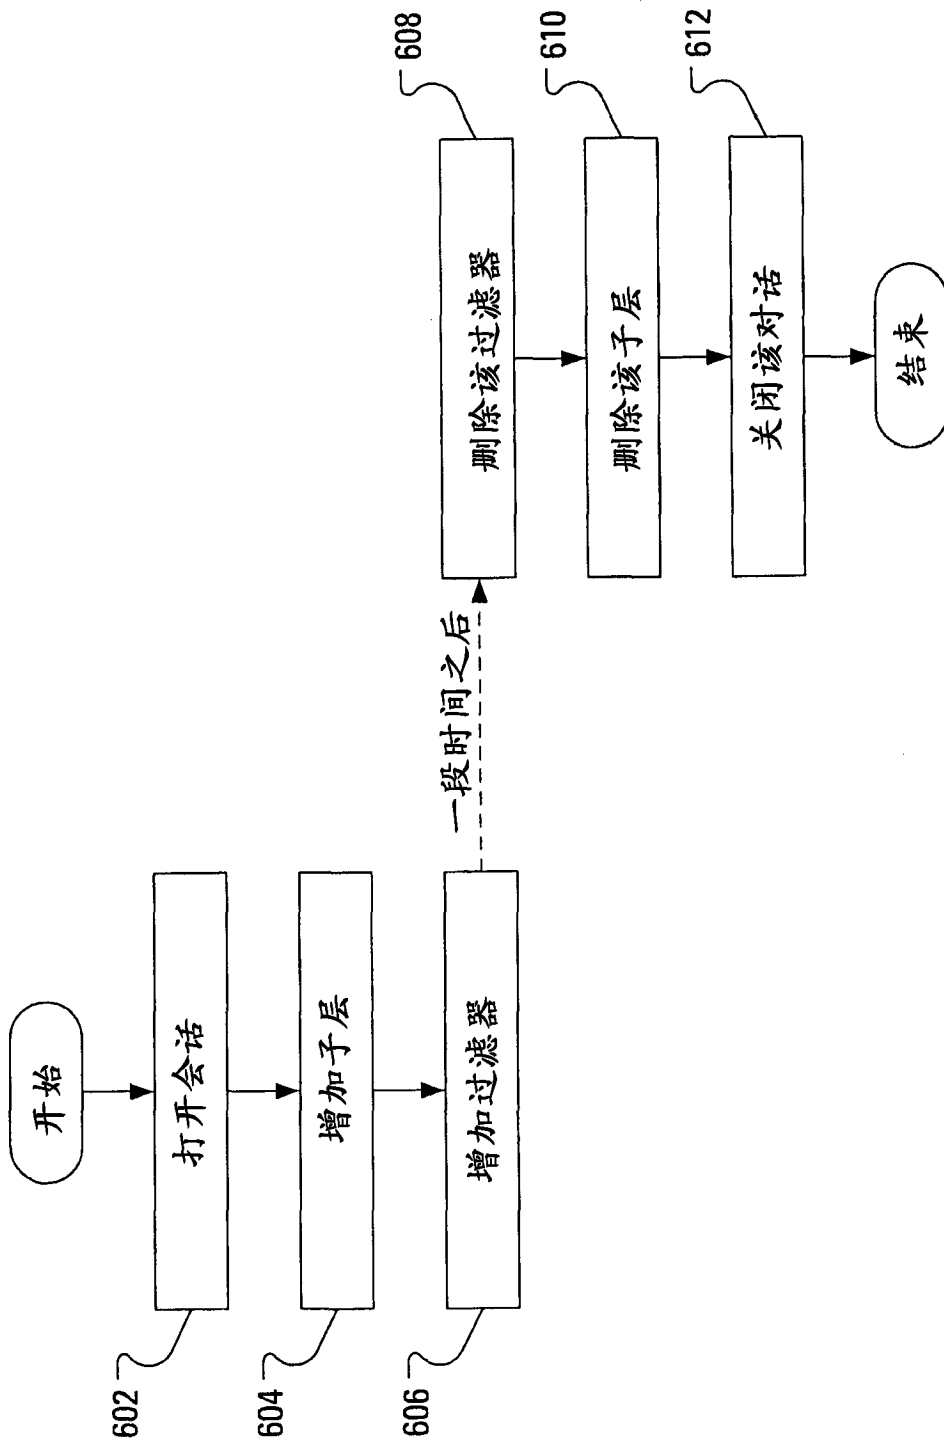 开始
602
打开会话
604
增加子层
606
增加过滤器
一段时间之后
608
删除该过滤器
610
删除该子层
612
关闭该对话
结束